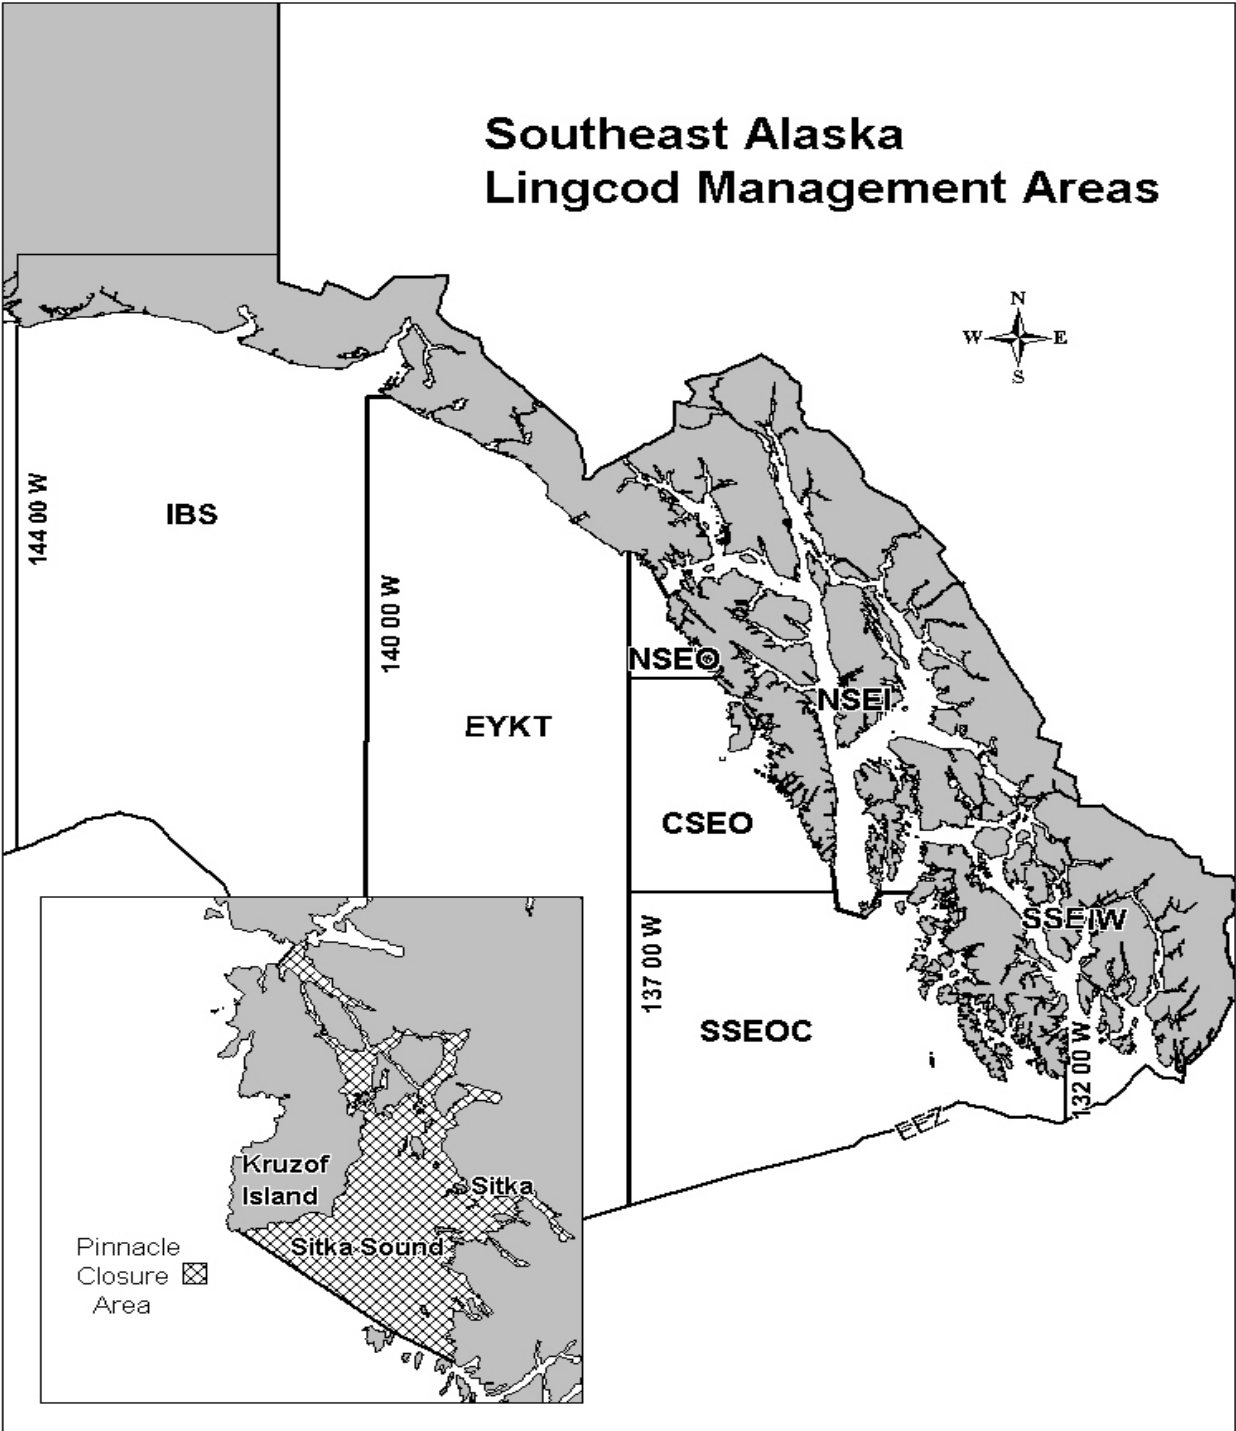 Southeast Alaska
Lingcod Management Areas
N
W E
S
144 00 W
IBS
140 00 W
EYKT
NSEO
NSEI
CSEO
SSEIW
137 00 W
SSEOC
132 00 W
EEZ
Kruzof
Island
Sitka
Sitka Sound
Pinnacle
Closure
Area